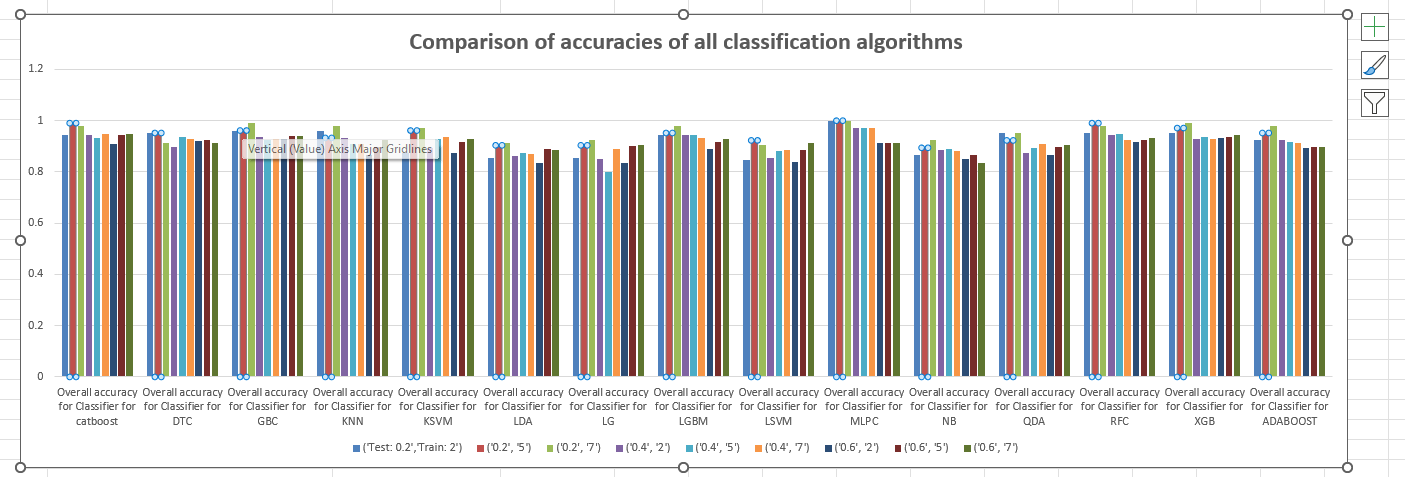 Comparison of accuracies of all classification algorithms
1.2
1
0.8
0.6
0.4
0.2
0
Vertical (Value) Axis Major Gridlines
Overall accuracy
for Classifier for
catboost
Overall accuracy
for Classifier for
DTC
Overall accuracy
for Classifier for
GBC
Overall accuracy
for Classifier for
KNN
Overall accuracy
for Classifier for
KSVM
Overall accuracy
for Classifier for
LDA
Overall accuracy
for Classifier for
LG
Overall accuracy
for Classifier for
LGBM
Overall accuracy
for Classifier for
LSVM
Overall accuracy
for Classifier for
MLPC
Overall accuracy
for Classifier for
NB
Overall accuracy
for Classifier for
QDA
Overall accuracy
for Classifier for
RFC
Overall accuracy
for Classifier for
XGB
Overall accuracy
for Classifier for
ADABOOST
('Test: 0.2','Train: 2') ('0.2', '5') ('0.2', '7') ('0.4', '2') ('0.4', '5') ('0.4', '7') ('0.6', '2') ('0.6', '5') ('0.6', '7')